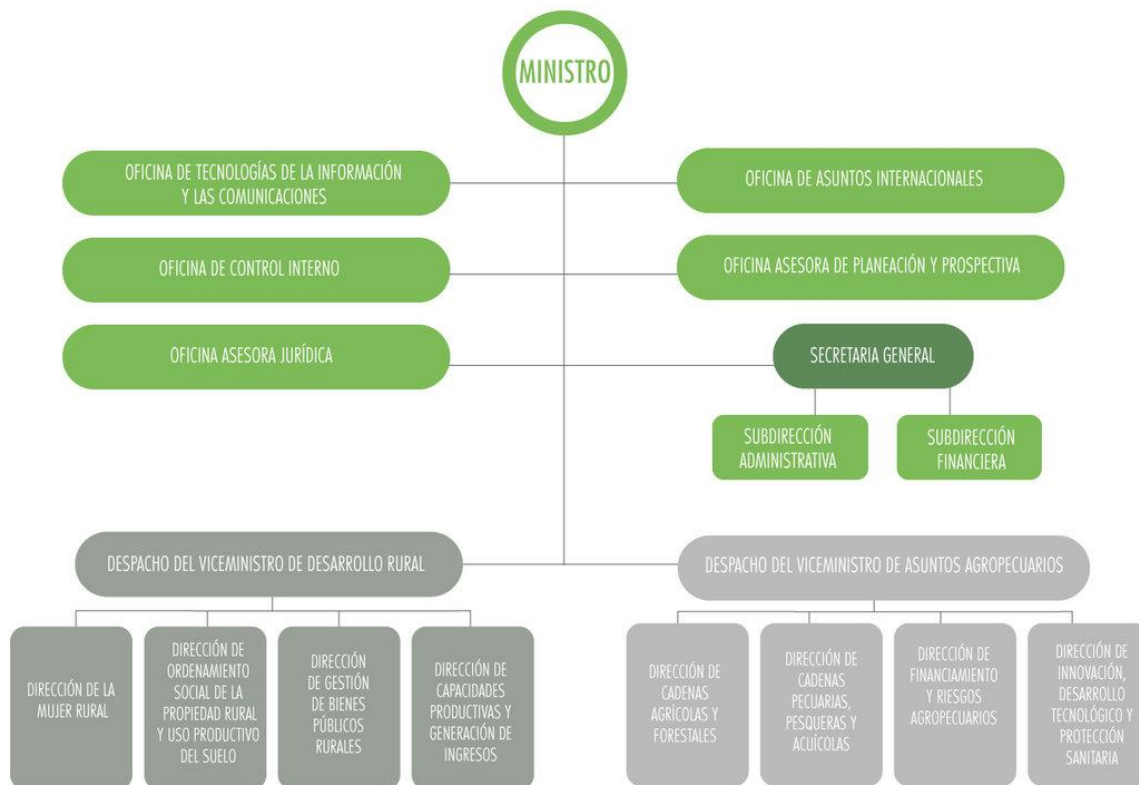 MINISTRO
OFICINA DE TECNOLOGÍAS DE LA INFORMACIÓN
Y LAS COMUNICACIONES
OFICINA DE ASUNTOS INTERNACIONALES
OFICINA DE CONTROL INTERNO
OFICINA ASESORA DE PLANEACIÓN Y PROSPECTIVA
OFICINA ASESORA JURÍDICA
SECRETARIA GENERAL
SUBDIRECCIÓN
ADMINISTRATIVA
SUBDIRECCIÓN
FINANCIERA
DESPACHO DEL VICEMINISTRO DE DESARROLLO RURAL
DESPACHO DEL VICEMINISTRO DE ASUNTOS AGROPECUARIOS
DIRECCIÓN DE LA
MUJER RURAL
DIRECCIÓN DE
ORDENAMIENTO
SOCIAL DE LA
PROPIEDAD RURAL
Y USO PRODUCTIVO
DEL SUELO
DIRECCIÓN
DE GESTIÓN
DE BIENES
PÚBLICOS
RURALES
DIRECCIÓN DE
CAPACIDADES
PRODUCTIVAS Y
GENERACIÓN DE
INGRESOS
DIRECCIÓN DE
CADENAS
AGRÍCOLAS Y
FORESTALES
DIRECCIÓN DE
CADENAS
PECUARIAS,
PESQUERAS Y
ACUÍCOLAS
DIRECCIÓN DE
FINANCIAMIENTO
Y RIESGOS
AGROPECUARIOS
DIRECCIÓN DE
INNOVACIÓN,
DESARROLLO
TECNOLÓGICO Y
PROTECCIÓN
SANITARIA